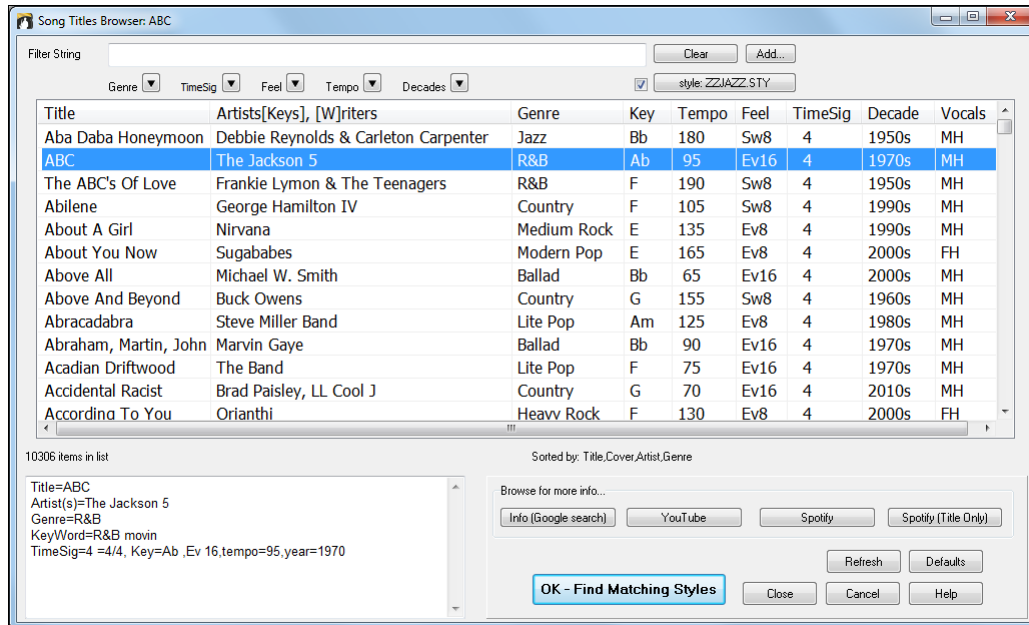 Song Titles Browser: ABC
Filter String Clear Add...
Genre TimeSig Feel Tempo Decades style: ZZJAZZ.STY
Title Artists[Keys], [W]riters Genre Key Tempo Feel TimeSig Decade Vocals
Aba Daba Honeymoon Debbie Reynolds & Carleton Carpenter Jazz Bb 180 Sw8 4 1950s MH
ABC The Jackson 5 R&B Ab 95 Ev16 4 1970s MH
The ABC's Of Love Frankie Lymon & The Teenagers R&B F 190 Sw8 4 1950s MH
Abilene George Hamilton IV Country F 105 Sw8 4 1990s MH
About A Girl Nirvana Medium Rock E 135 Ev8 4 1990s MH
About You Now Sugababes Modern Pop E 165 Ev8 4 2000s FH
Above All Michael W. Smith Ballad Bb 65 Ev16 4 2000s MH
Above And Beyond Buck Owens Country G 155 Sw8 4 1960s MH
Abracadabra Steve Miller Band Lite Pop Am 125 Ev8 4 1980s MH
Abraham, Martin, John Marvin Gaye Ballad Bb 90 Ev16 4 1970s MH
Acadian Driftwood The Band Lite Pop F 75 Ev16 4 1970s MH
Accidental Racist Brad Paisley, LL Cool J Country G 70 Ev16 4 2010s MH
According To You Orianthi Heavy Rock F 130 Ev8 4 2000s FH
10306 items in list Sorted by: Title,Cover,Artist,Genre
Title=ABC
Artist(s)=The Jackson 5
Genre=R&B
KeyWord=R&B movin
TimeSig=4 =4/4, Key=Ab ,Ev 16,tempo=95,year=1970
Browse for more info...
Info (Google search) YouTube Spotify Spotify (Title Only)
Refresh Defaults
OK - Find Matching Styles Close Cancel Help